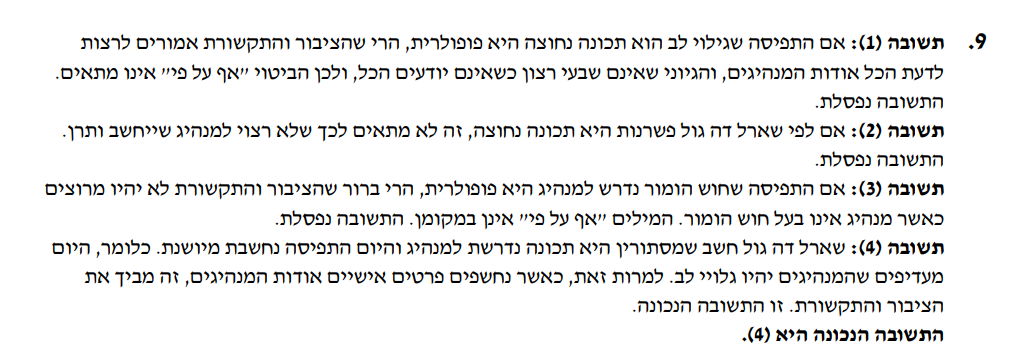 9. תשובה (1): אם התפיסה שגילוי לב הוא תכונה נחוצה היא פופולרית, הרי שהציבור והתקשורת אמורים לרצות
לדעת הכל אודות המנהיגים, והגיוני שאינם שבעי רצון כשאינם יודעים הכל, ולכן הביטוי "אף על פי" אינו מתאים.
התשובה נפסלת.
תשובה (2): אם לפי שארל דה גול פשרנות היא תכונה נחוצה, זה לא מתאים לכך שלא רצוי למנהיג שייחשב ותרן.
התשובה נפסלת.
תשובה (3): אם התפיסה שחוש הומור נדרש למנהיג היא פופולרית, הרי ברור שהציבור והתקשורת לא יהיו מרוצים
כאשר מנהיג אינו בעל חוש הומור. המילים "אף על פי" אינן במקומן. התשובה נפסלת.
תשובה (4): שארל דה גול חשב שמסתורין היא תכונה נדרשת למנהיג והיום התפיסה נחשבת מיושנת. כלומר, היום
מעדיפים שהמנהיגים יהיו גלויי לב. למרות זאת, כאשר נחשפים פרטים אישיים אודות המנהיגים, זה מביך את
הציבור והתקשורת. זו התשובה הנכונה.
התשובה הנכונה היא (4).